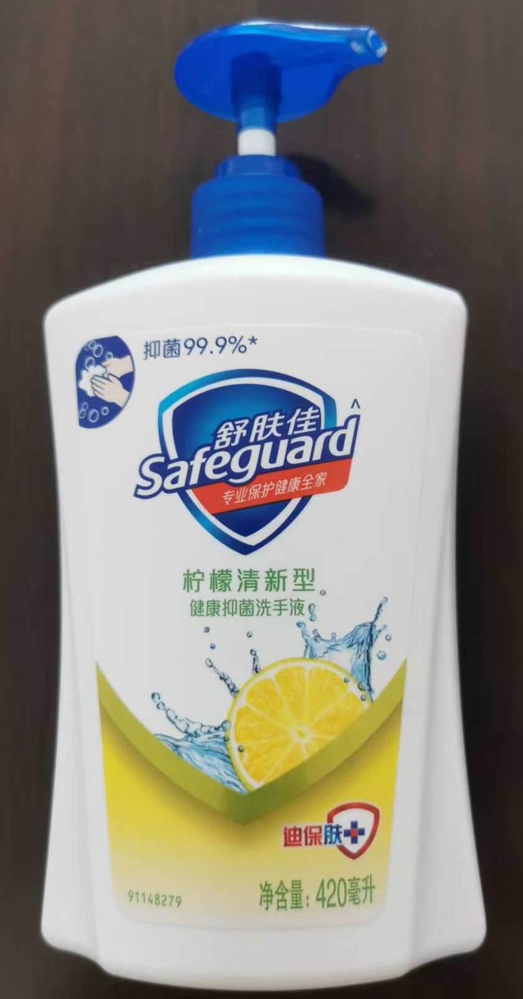 抑菌99.9%*
舒肤佳
Safeguard
专业保护健康全家
柠檬清新型
健康抑菌洗手液
迪保肤
91148279
净含量：420毫升